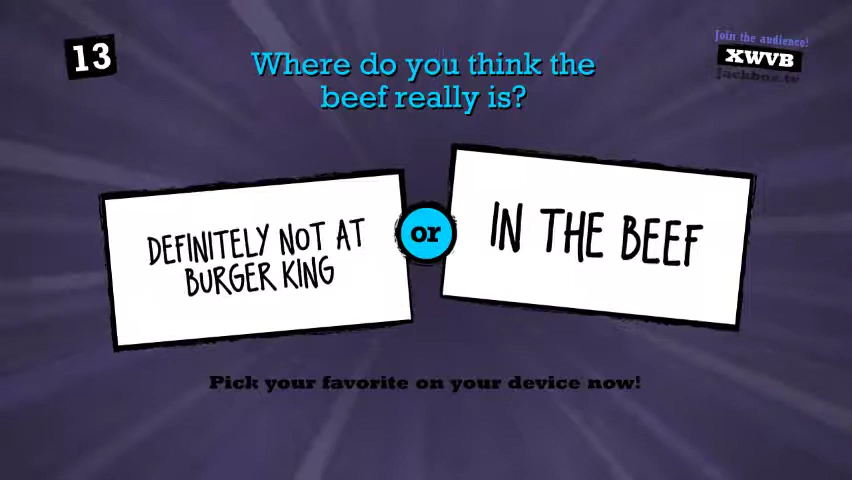 13
Join the audience!
XWVB
jackbox.tv
Where do you think the
beef really is?
DEFINITELY NOT AT
BURGER KING
or
IN THE BEEF
Pick your favorite on your device now!